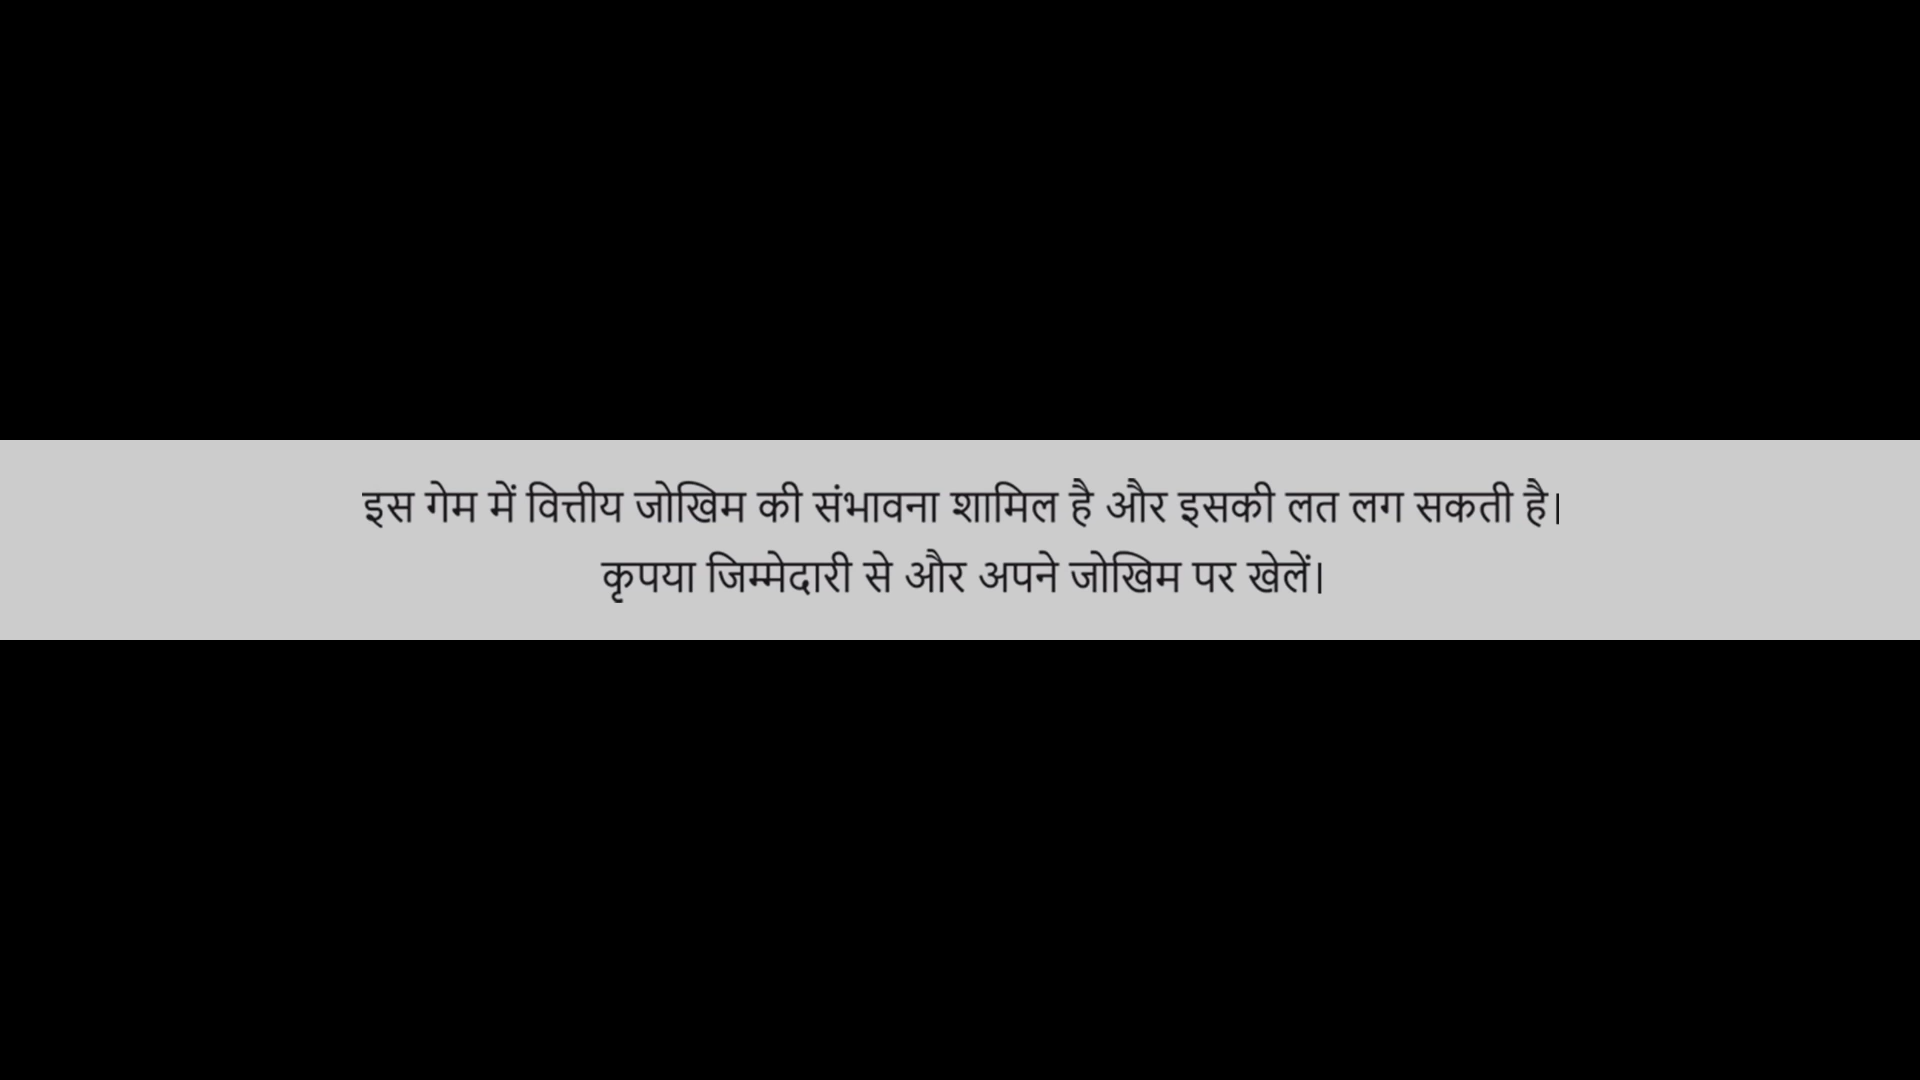 इस गेम में वित्तीय जोखिम की संभावना शामिल है और इसकी लत लग सकती है।
कृपया जिम्मेदारी से और अपने जोखिम पर खेलें।